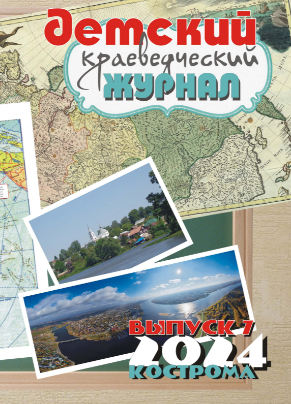 Детский
краеведческий
ЖУРНАЛ
ВЫПУСК 7
2024
КОСТРОМА